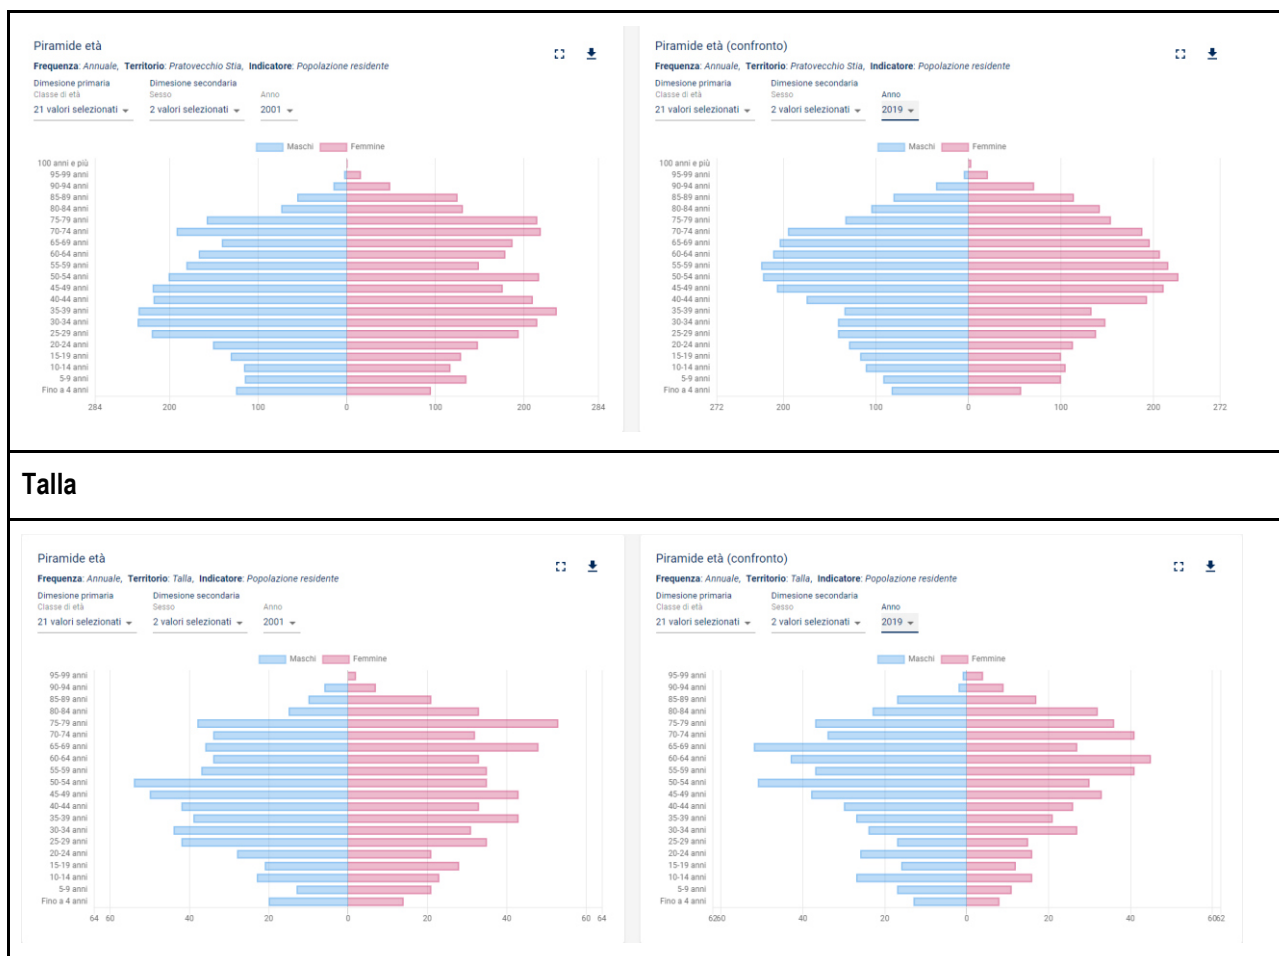 Piramide età
Frequenza: Annuale, Territorio: Pratovecchio Stia, Indicatore: Popolazione residente
Dimesione primaria Dimesione secondaria
Classe di età Sesso Anno
21 valori selezionati 2 valori selezionati 2001
Maschi Femmine
100 anni e più
95-99 anni
90-94 anni
85-89 anni
80-84 anni
75-79 anni
70-74 anni
65-69 anni
60-64 anni
55-59 anni
50-54 anni
45-49 anni
40-44 anni
35-39 anni
30-34 anni
25-29 anni
20-24 anni
15-19 anni
10-14 anni
5-9 anni
Fino a 4 anni
284 200 100 0 100 200 284
Piramide età (confronto)
Frequenza: Annuale, Territorio: Pratovecchio Stia, Indicatore: Popolazione residente
Dimesione primaria Dimesione secondaria
Classe di età Sesso Anno
21 valori selezionati 2 valori selezionati 2019
Maschi Femmine
100 anni e più
95-99 anni
90-94 anni
85-89 anni
80-84 anni
75-79 anni
70-74 anni
65-69 anni
60-64 anni
55-59 anni
50-54 anni
45-49 anni
40-44 anni
35-39 anni
30-34 anni
25-29 anni
20-24 anni
15-19 anni
10-14 anni
5-9 anni
Fino a 4 anni
272 200 100 0 100 200 272
Talla
Piramide età
Frequenza: Annuale, Territorio: Talla, Indicatore: Popolazione residente
Dimesione primaria Dimesione secondaria
Classe di età Sesso Anno
21 valori selezionati 2 valori selezionati 2001
Maschi Femmine
95-99 anni
90-94 anni
85-89 anni
80-84 anni
75-79 anni
70-74 anni
65-69 anni
60-64 anni
55-59 anni
50-54 anni
45-49 anni
40-44 anni
35-39 anni
30-34 anni
25-29 anni
20-24 anni
15-19 anni
10-14 anni
5-9 anni
Fino a 4 anni
64 60 40 20 0 20 40 60 64
Piramide età (confronto)
Frequenza: Annuale, Territorio: Talla, Indicatore: Popolazione residente
Dimesione primaria Dimesione secondaria
Classe di età Sesso Anno
21 valori selezionati 2 valori selezionati 2019
Maschi Femmine
95-99 anni
90-94 anni
85-89 anni
80-84 anni
75-79 anni
70-74 anni
65-69 anni
60-64 anni
55-59 anni
50-54 anni
45-49 anni
40-44 anni
35-39 anni
30-34 anni
25-29 anni
20-24 anni
15-19 anni
10-14 anni
5-9 anni
Fino a 4 anni
6260 40 20 0 20 40 6062